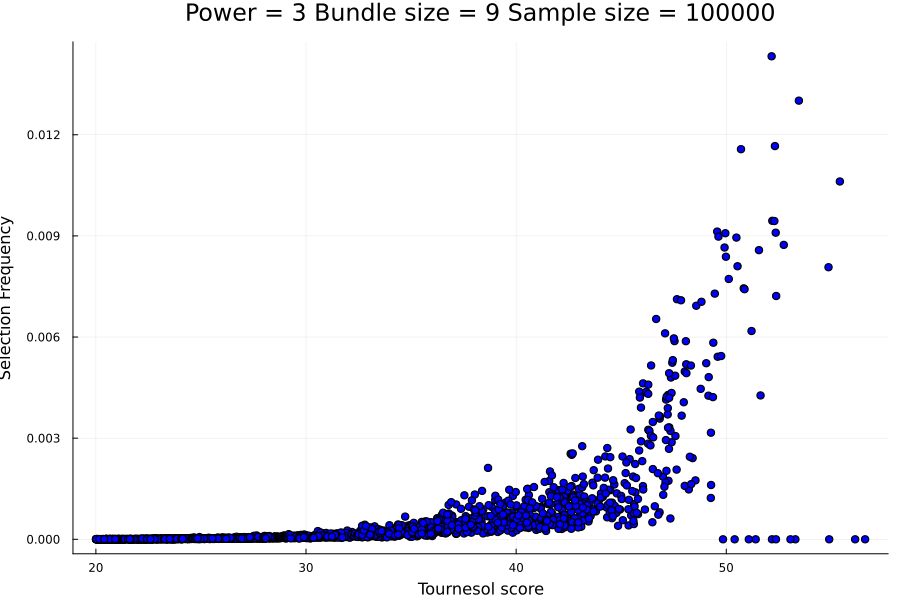 Power = 3 Bundle size = 9 Sample size = 100000
Selection Frequency
0.012
0.009
0.006
0.003
0.000
20 30 40 50
Tournesol score